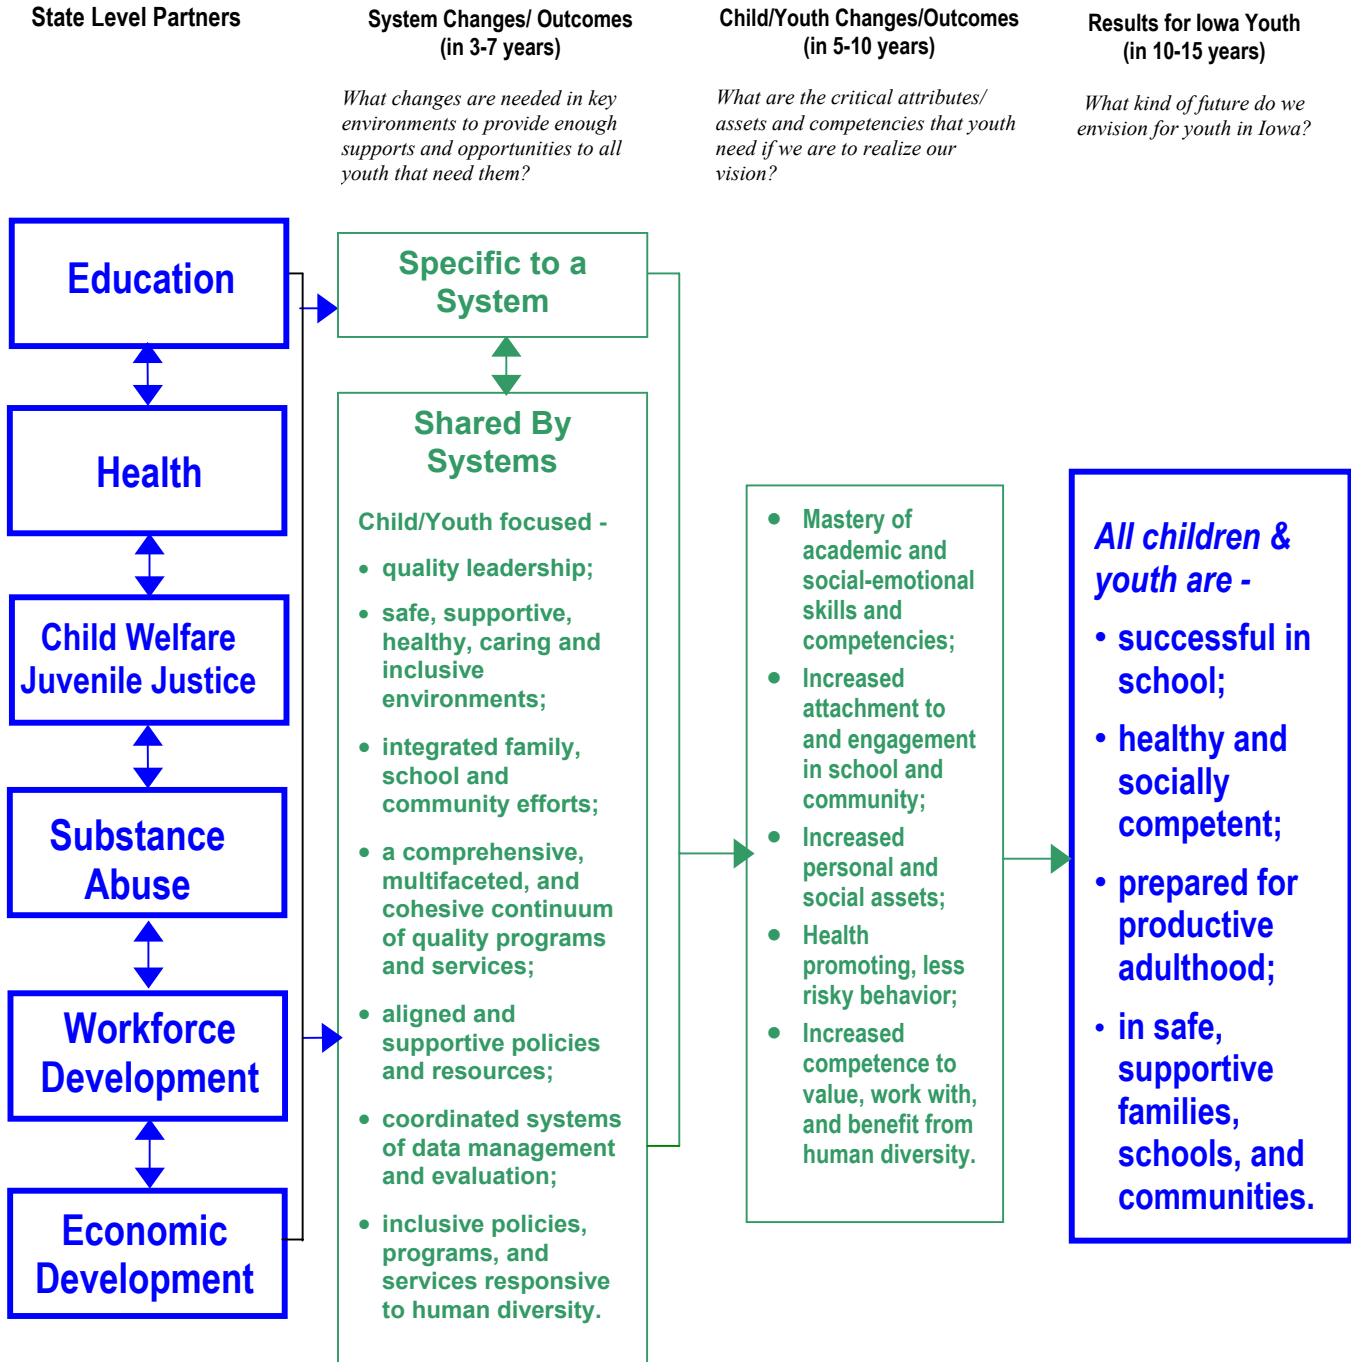 State Level Partners
System Changes/ Outcomes
(in 3-7 years)
What changes are needed in key
environments to provide enough
supports and opportunities to all
youth that need them?
Child/Youth Changes/Outcomes
(in 5-10 years)
What are the critical attributes/
assets and competencies that youth
need if we are to realize our
vision?
Results for Iowa Youth
(in 10-15 years)
What kind of future do we
envision for youth in Iowa?
Education
Health
Child Welfare
Juvenile Justice
Substance
Abuse
Workforce
Development
Economic
Development
Specific to a
System
Shared By
Systems
Child/Youth focused -
• quality leadership;
• safe, supportive,
healthy, caring and
inclusive
environments;
• integrated family,
school and
community efforts;
• a comprehensive,
multifaceted, and
cohesive continuum
of quality programs
and services;
• aligned and
supportive policies
and resources;
• coordinated systems
of data management
and evaluation;
• inclusive policies,
programs, and
services responsive
to human diversity.
• Mastery of
academic and
social-emotional
skills and
competencies;
• Increased
attachment to
and engagement
in school and
community;
• Increased
personal and
social assets;
• Health
promoting, less
risky behavior;
• Increased
competence to
value, work with,
and benefit from
human diversity.
All children &
youth are -
• successful in
school;
• healthy and
socially
competent;
• prepared for
productive
adulthood;
• in safe,
supportive
families,
schools, and
communities.